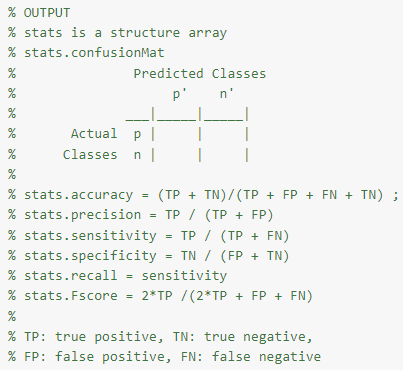 % OUTPUT
% stats is a structure array
% stats.confusionMat
%               Predicted Classes
%                    p'    n'
%              ___|_____|_____|
%       Actual  p |     |     |
%      Classes  n |     |     |
%
% stats.accuracy = (TP + TN)/(TP + FP + FN + TN) ;
% stats.precision = TP / (TP + FP)
% stats.sensitivity = TP / (TP + FN)
% stats.specificity = TN / (FP + TN)
% stats.recall = sensitivity
% stats.Fscore = 2*TP /(2*TP + FP + FN)
%
% TP: true positive, TN: true negative,
% FP: false positive, FN: false negative